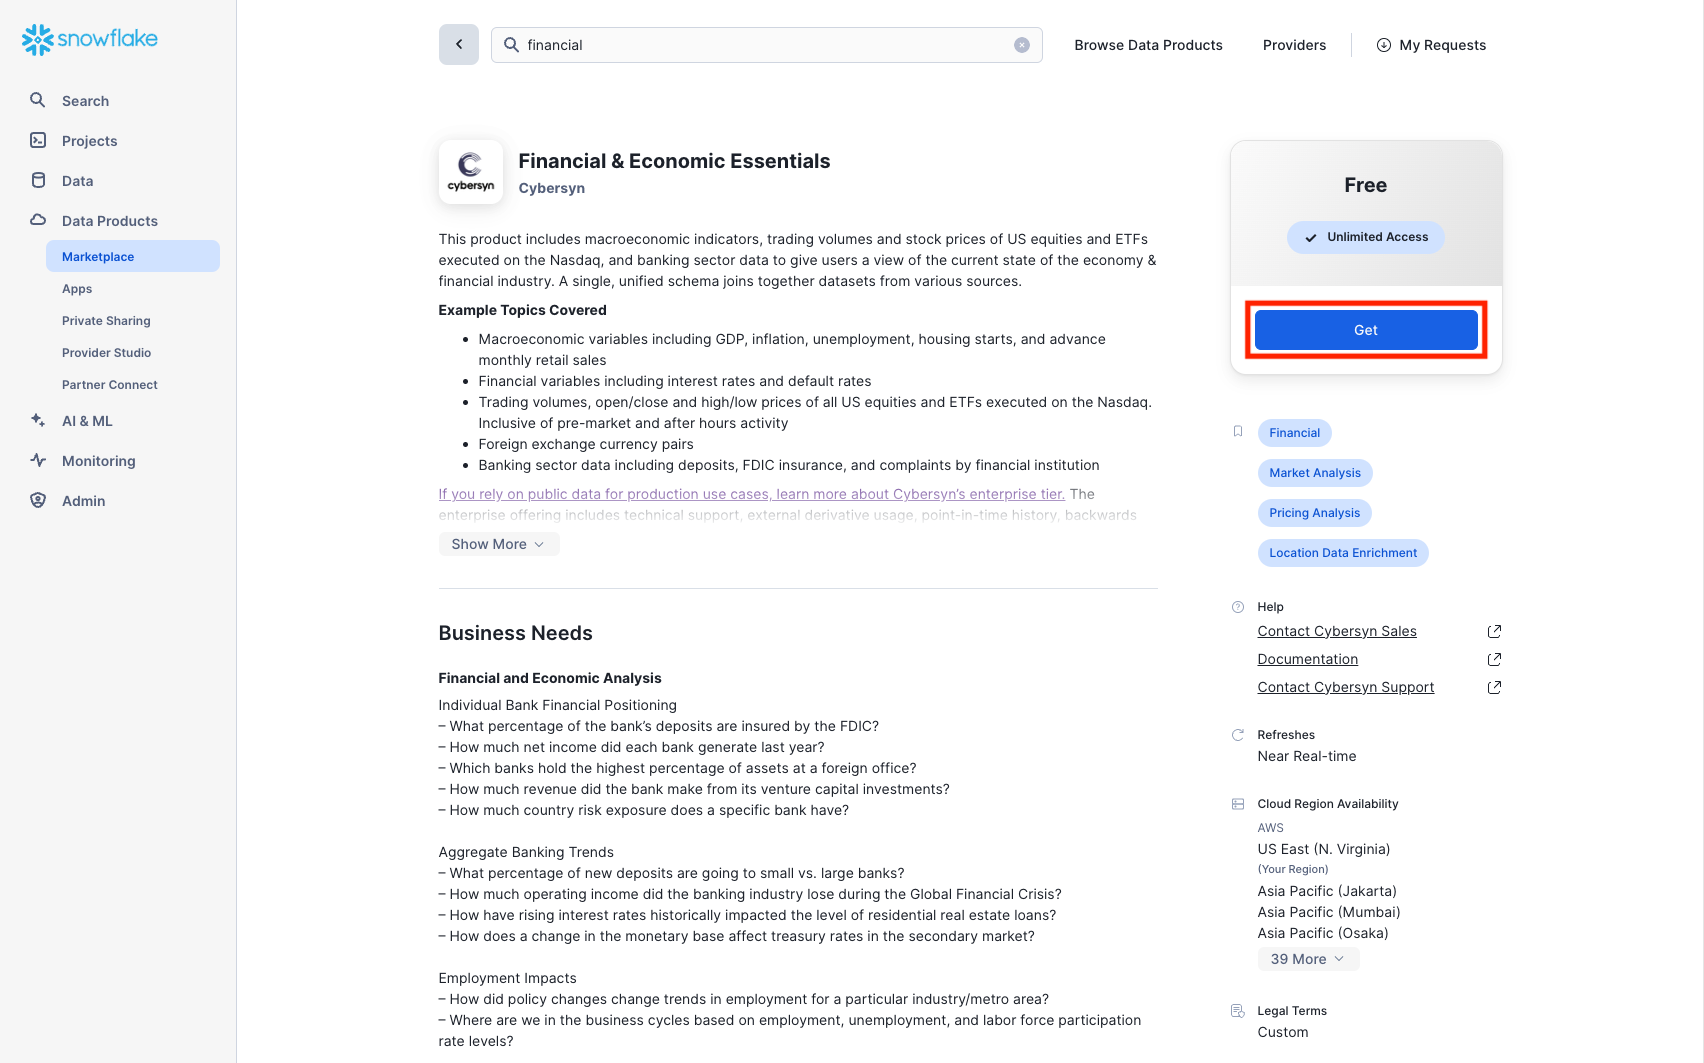 snowflake
Search
Projects
Data
Data Products
Marketplace
Apps
Private Sharing
Provider Studio
Partner Connect
AI & ML
Monitoring
Admin
financial
Browse Data Products
Providers
My Requests
cybersyn
Financial & Economic Essentials
Cybersyn
This product includes macroeconomic indicators, trading volumes and stock prices of US equities and ETFs
executed on the Nasdaq, and banking sector data to give users a view of the current state of the economy &
financial industry. A single, unified schema joins together datasets from various sources.
Example Topics Covered
• Macroeconomic variables including GDP, inflation, unemployment, housing starts, and advance
monthly retail sales
• Financial variables including interest rates and default rates
• Trading volumes, open/close and high/low prices of all US equities and ETFs executed on the Nasdaq.
Inclusive of pre-market and after hours activity
• Foreign exchange currency pairs
• Banking sector data including deposits, FDIC insurance, and complaints by financial institution
If you rely on public data for production use cases, learn more about Cybersyn's enterprise tier. The
enterprise offering includes technical support, external derivative usage, point-in-time history, backwards
Show More
Business Needs
Financial and Economic Analysis
Individual Bank Financial Positioning
– What percentage of the bank's deposits are insured by the FDIC?
– How much net income did each bank generate last year?
– Which banks hold the highest percentage of assets at a foreign office?
– How much revenue did the bank make from its venture capital investments?
– How much country risk exposure does a specific bank have?
Aggregate Banking Trends
– What percentage of new deposits are going to small vs. large banks?
– How much operating income did the banking industry lose during the Global Financial Crisis?
– How have rising interest rates historically impacted the level of residential real estate loans?
– How does a change in the monetary base affect treasury rates in the secondary market?
Employment Impacts
– How did policy changes change trends in employment for a particular industry/metro area?
– Where are we in the business cycles based on employment, unemployment, and labor force participation
rate levels?
Free
Unlimited Access
Get
Financial
Market Analysis
Pricing Analysis
Location Data Enrichment
Help
Contact Cybersyn Sales
Documentation
Contact Cybersyn Support
Refreshes
Near Real-time
Cloud Region Availability
AWS
US East (N. Virginia)
(Your Region)
Asia Pacific (Jakarta)
Asia Pacific (Mumbai)
Asia Pacific (Osaka)
39 More
Legal Terms
Custom